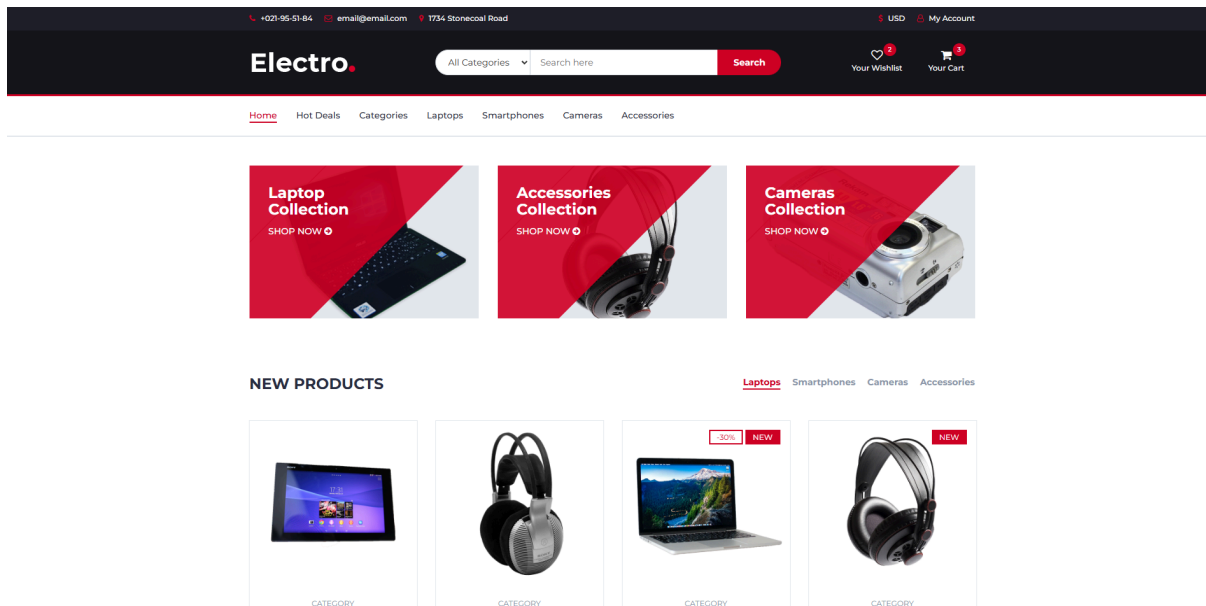 +021-95-51-84 email@email.com 1734 Stonecoal Road $ USD My Account
Electro.
All Categories Search here Search
2 3
Your Wishlist Your Cart
Home Hot Deals Categories Laptops Smartphones Cameras Accessories
Laptop Accessories Cameras
Collection Collection Collection
SHOP NOW SHOP NOW SHOP NOW
NEW PRODUCTS Laptops Smartphones Cameras Accessories
-30% NEW NEW
CATEGORY CATEGORY CATEGORY CATEGORY